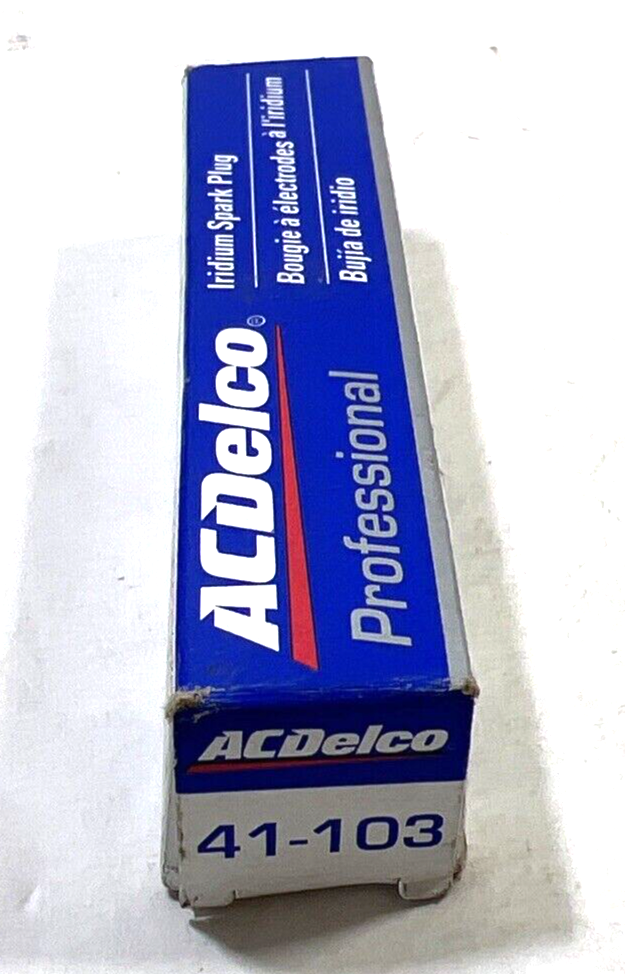 ACDelco®
Professional
Iridium Spark Plug
Bougie à électrodes à l'iridium
Bujía de iridio
ACDelco
41-103